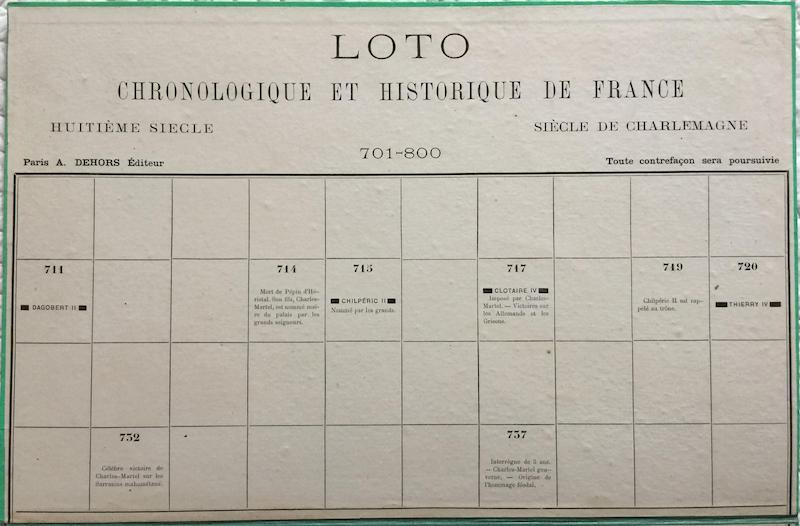 LOTO
CHRONOLOGIQUE ET HISTORIQUE DE FRANCE
HUITIÈME SIECLE
SIÈCLE DE CHARLEMAGNE
701-800
Paris A. DEHORS Éditeur
Toute contrefaçon sera poursuivie
711
DAGOBERT II
714
Mort de Pépin d'Hé-
ristal. Son fils, Charles-
Martel, est nommé mai-
re du palais par les
grands seigneurs.
715
CHILPÉRIC II
Nommé par les grands.
717
CLOTAIRE IV
Imposé par Charles-
Martel. — Victoires sur
les Allemands et les
Grisons.
719
Chilpéric II est rap-
pelé au trône.
720
THIERRY IV
732
Célèbre victoire de
Charles-Martel sur les
Sarrasins mahométans.
737
Interrègne de 5 ans.
— Charles-Martel gou-
verne. — Origine de
l'hommage féodal.